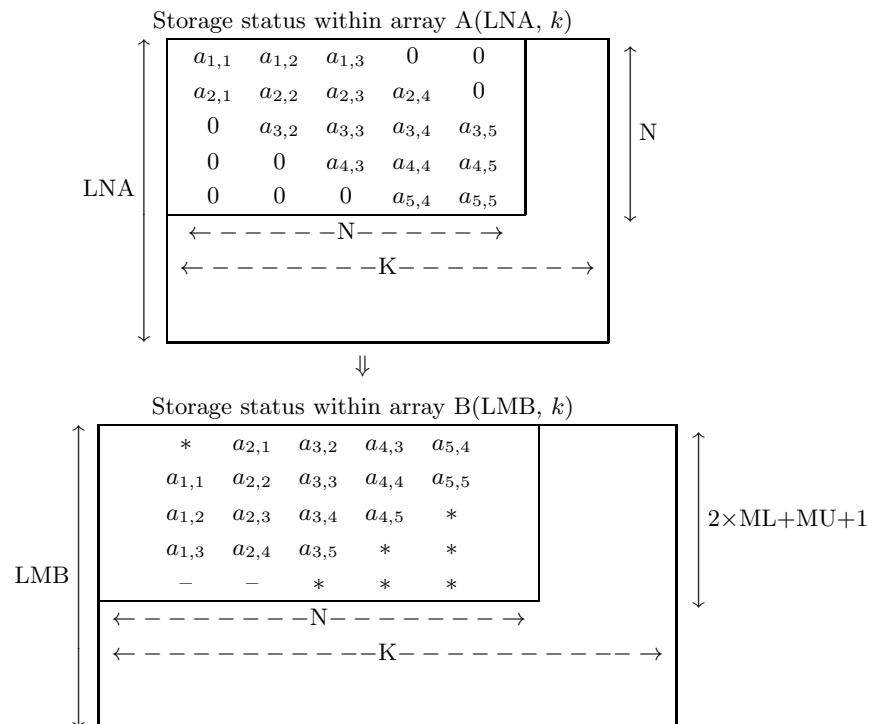 Storage status within array A(LNA, k)
a1,1 a1,2 a1,3 0 0
a2,1 a2,2 a2,3 a2,4 0
0 a3,2 a3,3 a3,4 a3,5
N
0 0 a4,3 a4,4 a4,5
LNA
0 0 0 a5,4 a5,5
N
K
⇓
Storage status within array B(LMB, k)
* a2,1 a3,2 a4,3 a5,4
a1,1 a2,2 a3,3 a4,4 a5,5
a1,2 a2,3 a3,4 a4,5 *
2×ML+MU+1
a1,3 a2,4 a3,5 * *
LMB
– – * * *
N
K